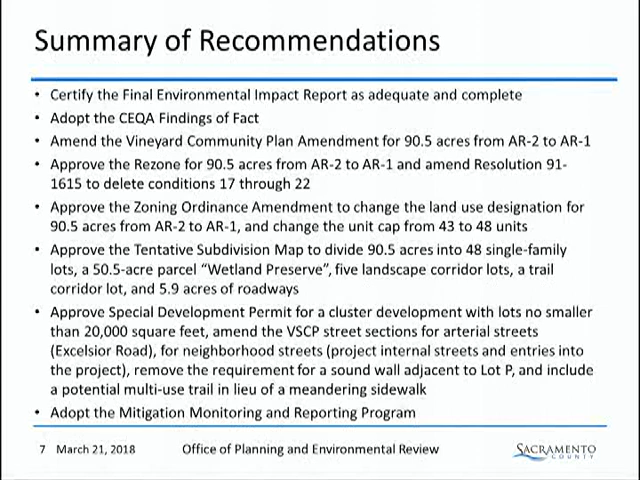 Summary of Recommendations
• Certify the Final Environmental Impact Report as adequate and complete
• Adopt the CEQA Findings of Fact
• Amend the Vineyard Community Plan Amendment for 90.5 acres from AR-2 to AR-1
• Approve the Rezone for 90.5 acres from AR-2 to AR-1 and amend Resolution 91-
1615 to delete conditions 17 through 22
• Approve the Zoning Ordinance Amendment to change the land use designation for
90.5 acres from AR-2 to AR-1, and change the unit cap from 43 to 48 units
• Approve the Tentative Subdivision Map to divide 90.5 acres into 48 single-family
lots, a 50.5-acre parcel “Wetland Preserve”, five landscape corridor lots, a trail
corridor lot, and 5.9 acres of roadways
• Approve Special Development Permit for a cluster development with lots no smaller
than 20,000 square feet, amend the VSCP street sections for arterial streets
(Excelsior Road), for neighborhood streets (project internal streets and entries into
the project), remove the requirement for a sound wall adjacent to Lot P, and include
a potential multi-use trail in lieu of a meandering sidewalk
• Adopt the Mitigation Monitoring and Reporting Program
7 March 21, 2018 Office of Planning and Environmental Review SACRAMENTO
COUNTY